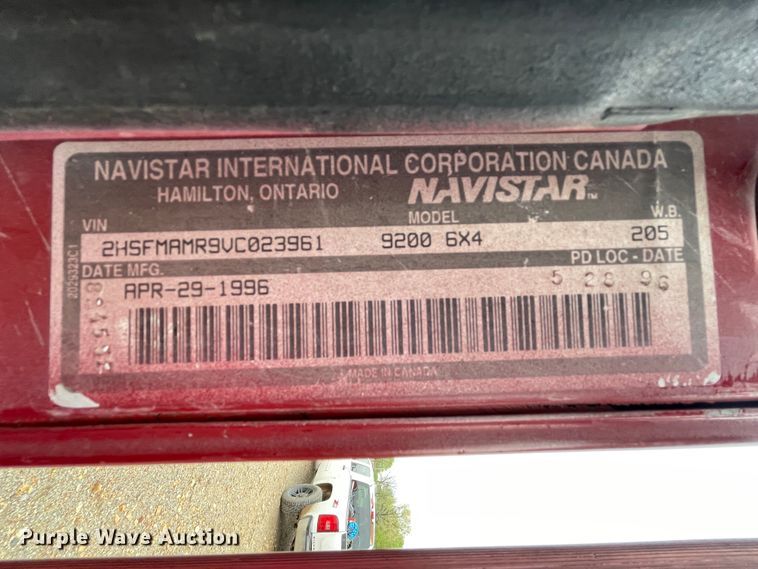 NAVISTAR INTERNATIONAL CORPORATION CANADA
HAMILTON, ONTARIO NAVISTAR
VIN MODEL W.B.
2HSFMAMR9VC023961 9200 6X4 205
DATE MFG. PD LOC - DATE
APR-29-1996 5 28 96
2029323C1
MADE IN CANADA
Purple Wave Auction